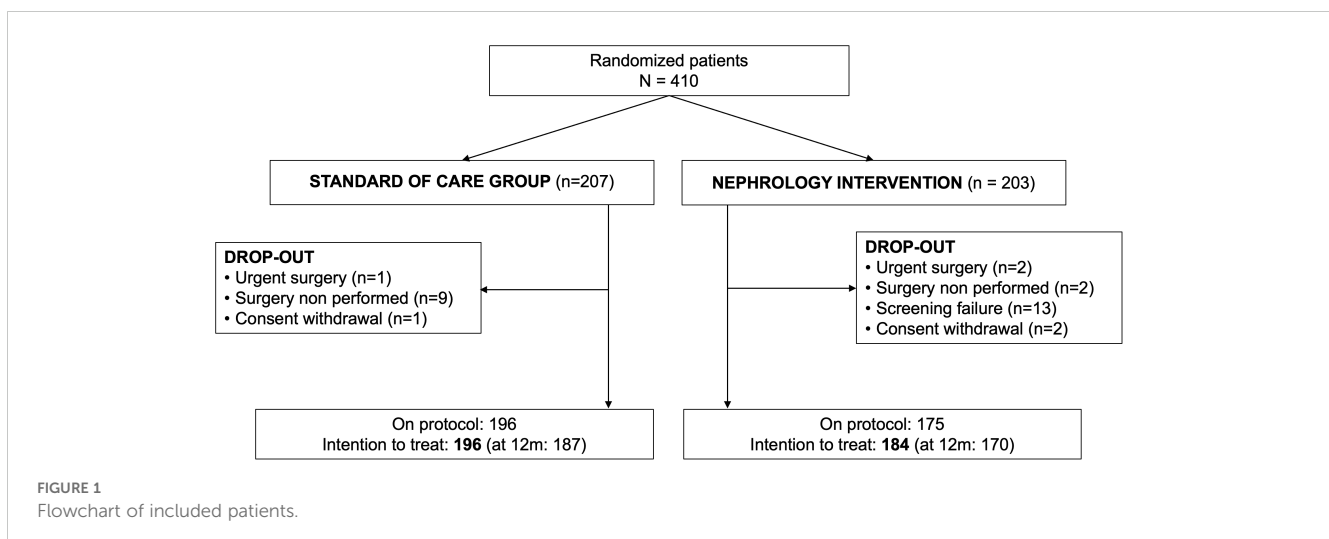 Randomized patients
N = 410
STANDARD OF CARE GROUP (n=207)
NEPHROLOGY INTERVENTION (n = 203)
DROP-OUT
• Urgent surgery (n=1)
• Surgery non performed (n=9)
• Consent withdrawal (n=1)
DROP-OUT
• Urgent surgery (n=2)
• Surgery non performed (n=2)
• Screening failure (n=13)
• Consent withdrawal (n=2)
On protocol: 196
Intention to treat: 196 (at 12m: 187)
On protocol: 175
Intention to treat: 184 (at 12m: 170)
FIGURE 1
Flowchart of included patients.